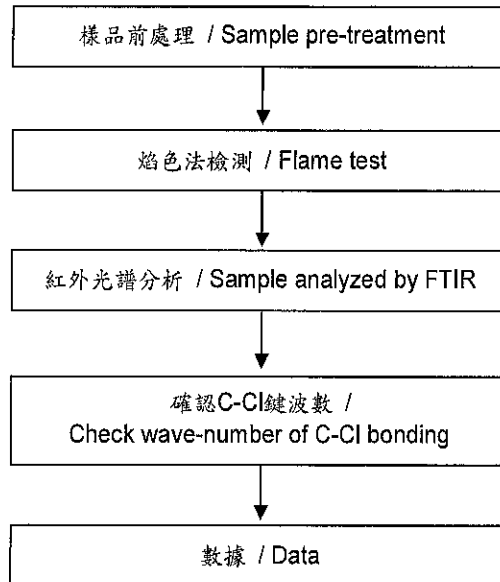 樣品前處理 / Sample pre-treatment
焰色法檢測 / Flame test
紅外光譜分析 / Sample analyzed by FTIR
確認C-Cl鍵波數 /
Check wave-number of C-Cl bonding
數據 / Data